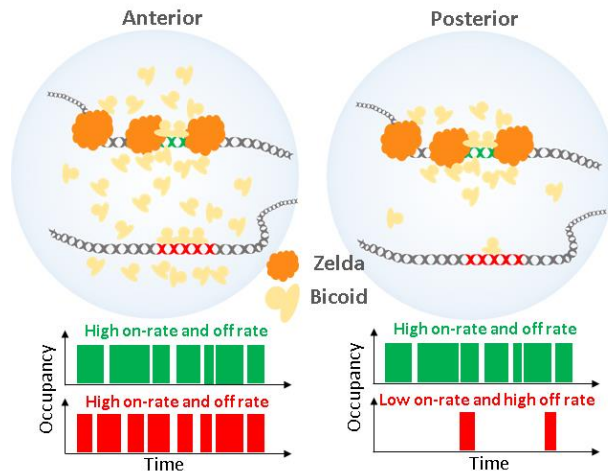 Anterior
Posterior
Zelda
Bicoid
High on-rate and off rate
High on-rate and off rate
Occupancy
High on-rate and off rate
Low on-rate and high off rate
Occupancy
Time
Time